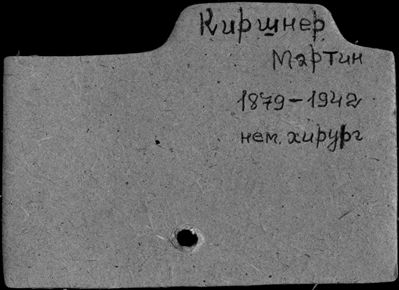 Киршнер
Мартин
1879-1942
нем. хирург